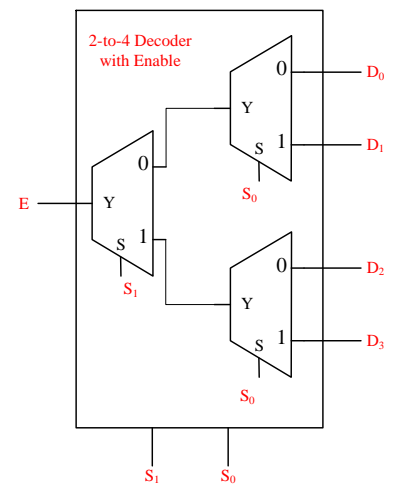 2-to-4 Decoder
with Enable
0
D₀
Y
1
D₁
S
S₀
0
E
Y
1
S
S₁
0
D₂
Y
1
D₃
S
S₀
S₁
S₀